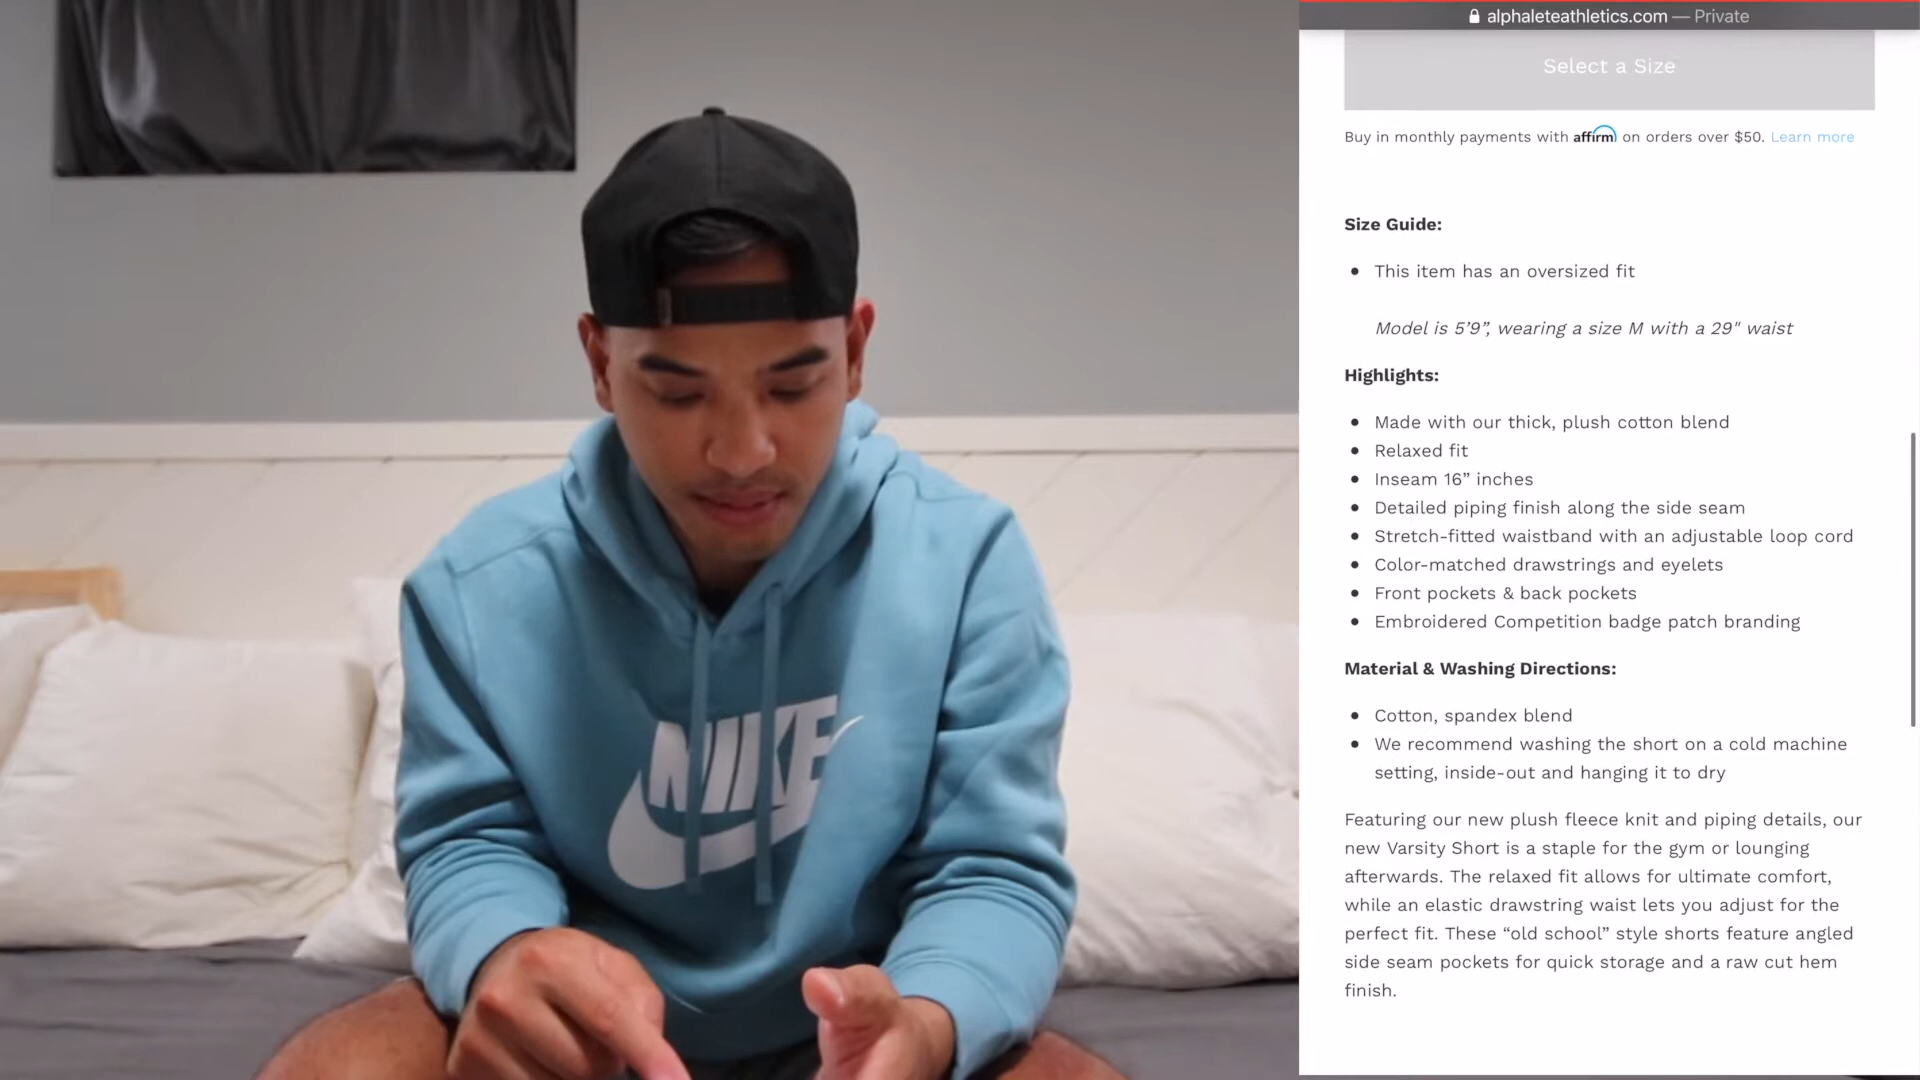 alphaleteathletics.com — Private
Select a Size
Buy in monthly payments with affirm on orders over $50. Learn more
Size Guide:
This item has an oversized fit
Model is 5’9”, wearing a size M with a 29" waist
Highlights:
Made with our thick, plush cotton blend
Relaxed fit
Inseam 16” inches
Detailed piping finish along the side seam
Stretch-fitted waistband with an adjustable loop cord
Color-matched drawstrings and eyelets
Front pockets & back pockets
Embroidered Competition badge patch branding
Material & Washing Directions:
Cotton, spandex blend
We recommend washing the short on a cold machine
setting, inside-out and hanging it to dry
Featuring our new plush fleece knit and piping details, our
new Varsity Short is a staple for the gym or lounging
afterwards. The relaxed fit allows for ultimate comfort,
while an elastic drawstring waist lets you adjust for the
perfect fit. These “old school” style shorts feature angled
side seam pockets for quick storage and a raw cut hem
finish.
NIKE